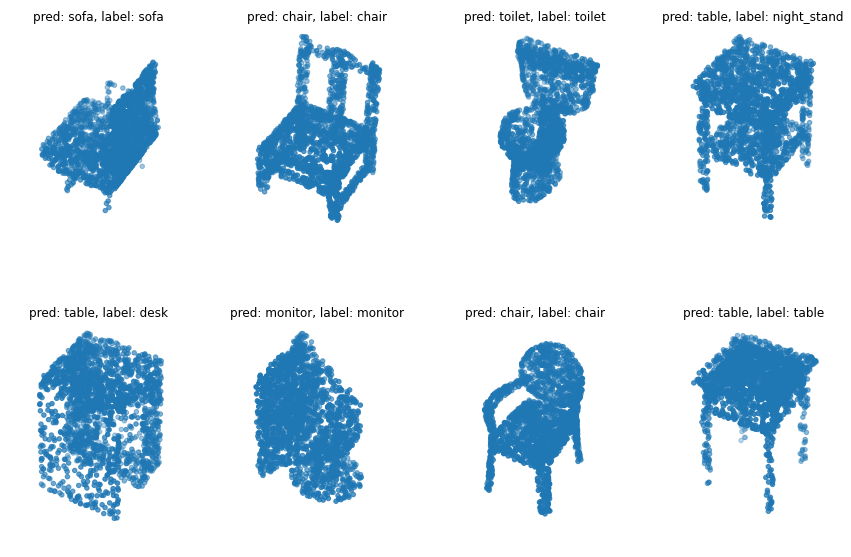 pred: sofa, label: sofa
pred: chair, label: chair
pred: toilet, label: toilet
pred: table, label: night_stand
pred: table, label: desk
pred: monitor, label: monitor
pred: chair, label: chair
pred: table, label: table